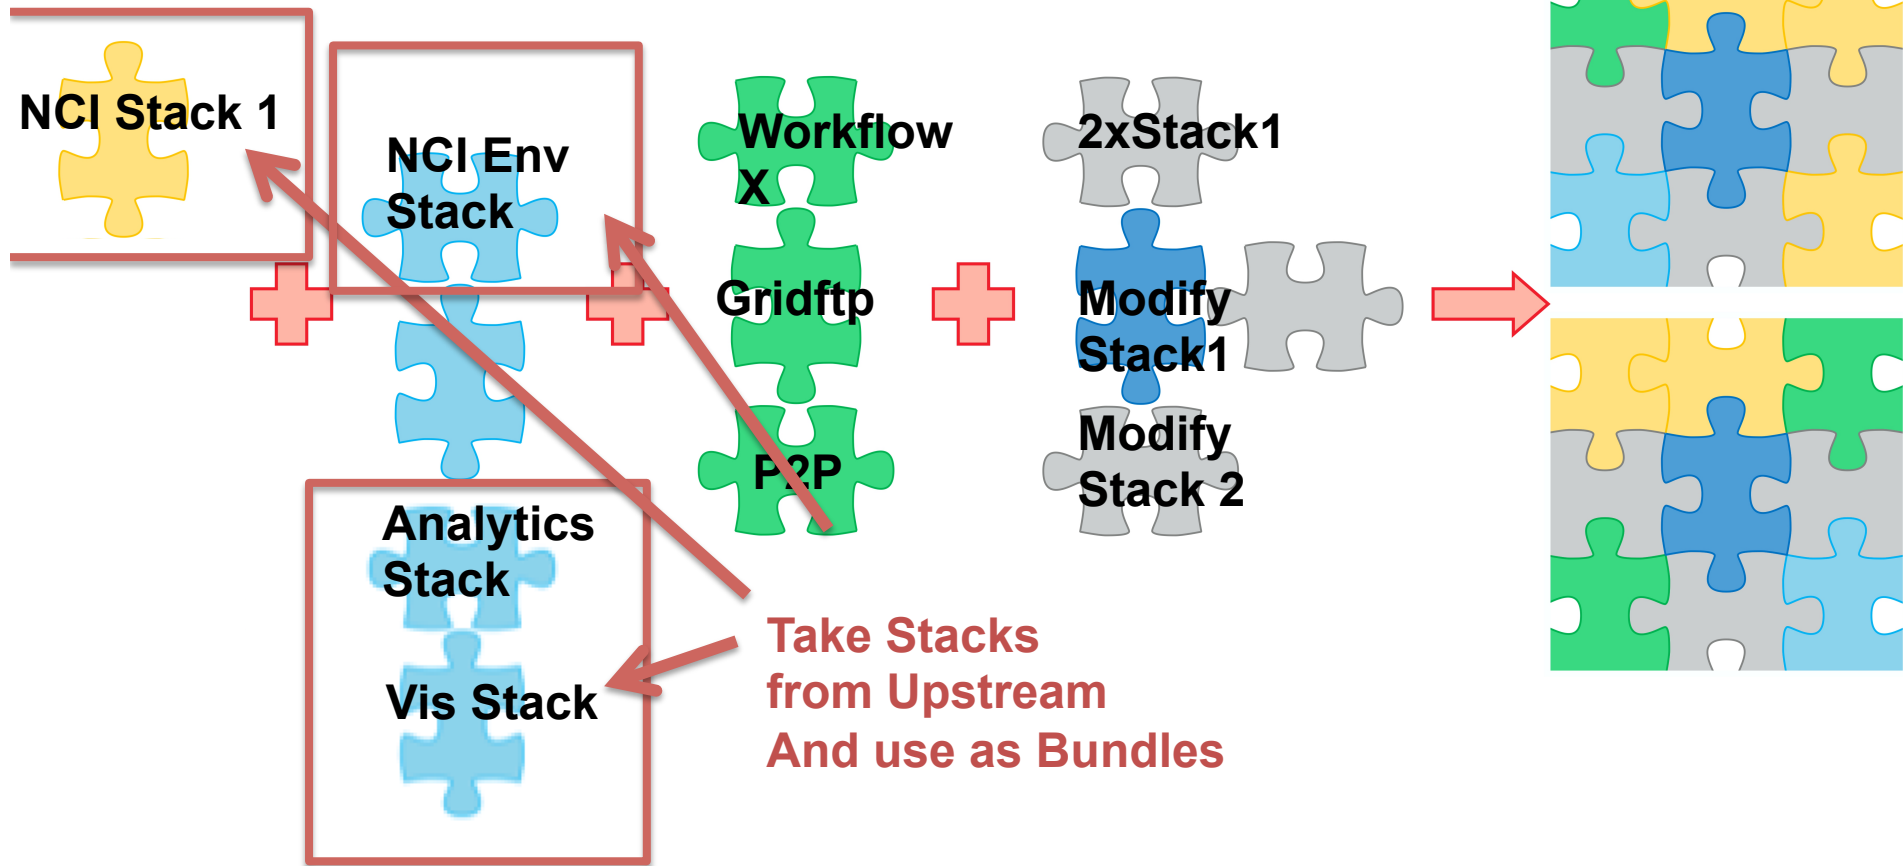 NCI Stack 1
NCI Env
Stack
Analytics
Stack
Vis Stack
Workflow
X
Gridftp
P2P
2xStack1
Modify
Stack1
Modify
Stack 2
Take Stacks
from Upstream
And use as Bundles